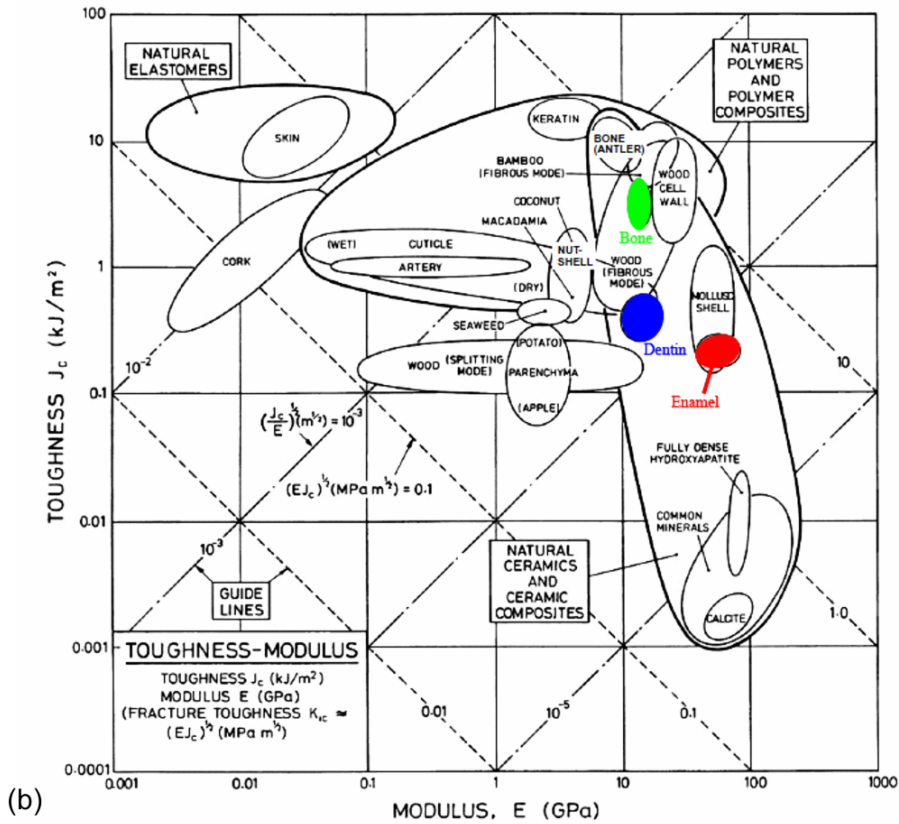 100
10
1
0.1
0.01
0.001
0.0001
TOUGHNESS J_c (kJ/m²)
NATURAL
ELASTOMERS
SKIN
CORK
NATURAL
POLYMERS
AND
POLYMER
COMPOSITES
KERATIN
BONE
(ANTLER)
BAMBOO
(FIBROUS MODE)
WOOD
CELL
WALL
Bone
COCONUT
MACADAMIA
(WET) CUTICLE
ARTERY
(DRY)
NUT-
SHELL
WOOD
(FIBROUS
MODE)
MOLLUSC
SHELL
SEAWEED
Dentin
Enamel
WOOD (SPLITTING
MODE)
(POTATO)
PARENCHYMA
(APPLE)
10⁻²
10
(J_c/E)^½ (m^½) = 10⁻³
(EJ_c)^½ (MPa m^½) = 0.1
FULLY DENSE
HYDROXYAPATITE
COMMON
MINERALS
CALCITE
10⁻³
GUIDE
LINES
NATURAL
CERAMICS
AND
CERAMIC
COMPOSITES
1.0
0.01
10⁻⁵
0.1
TOUGHNESS-MODULUS
TOUGHNESS J_c (kJ/m²)
MODULUS E (GPa)
(FRACTURE TOUGHNESS K_IC ≃
(EJ_c)^½ (MPa m^½)
0.001
0.01
0.1
1
10
100
1000
MODULUS, E (GPa)
(b)